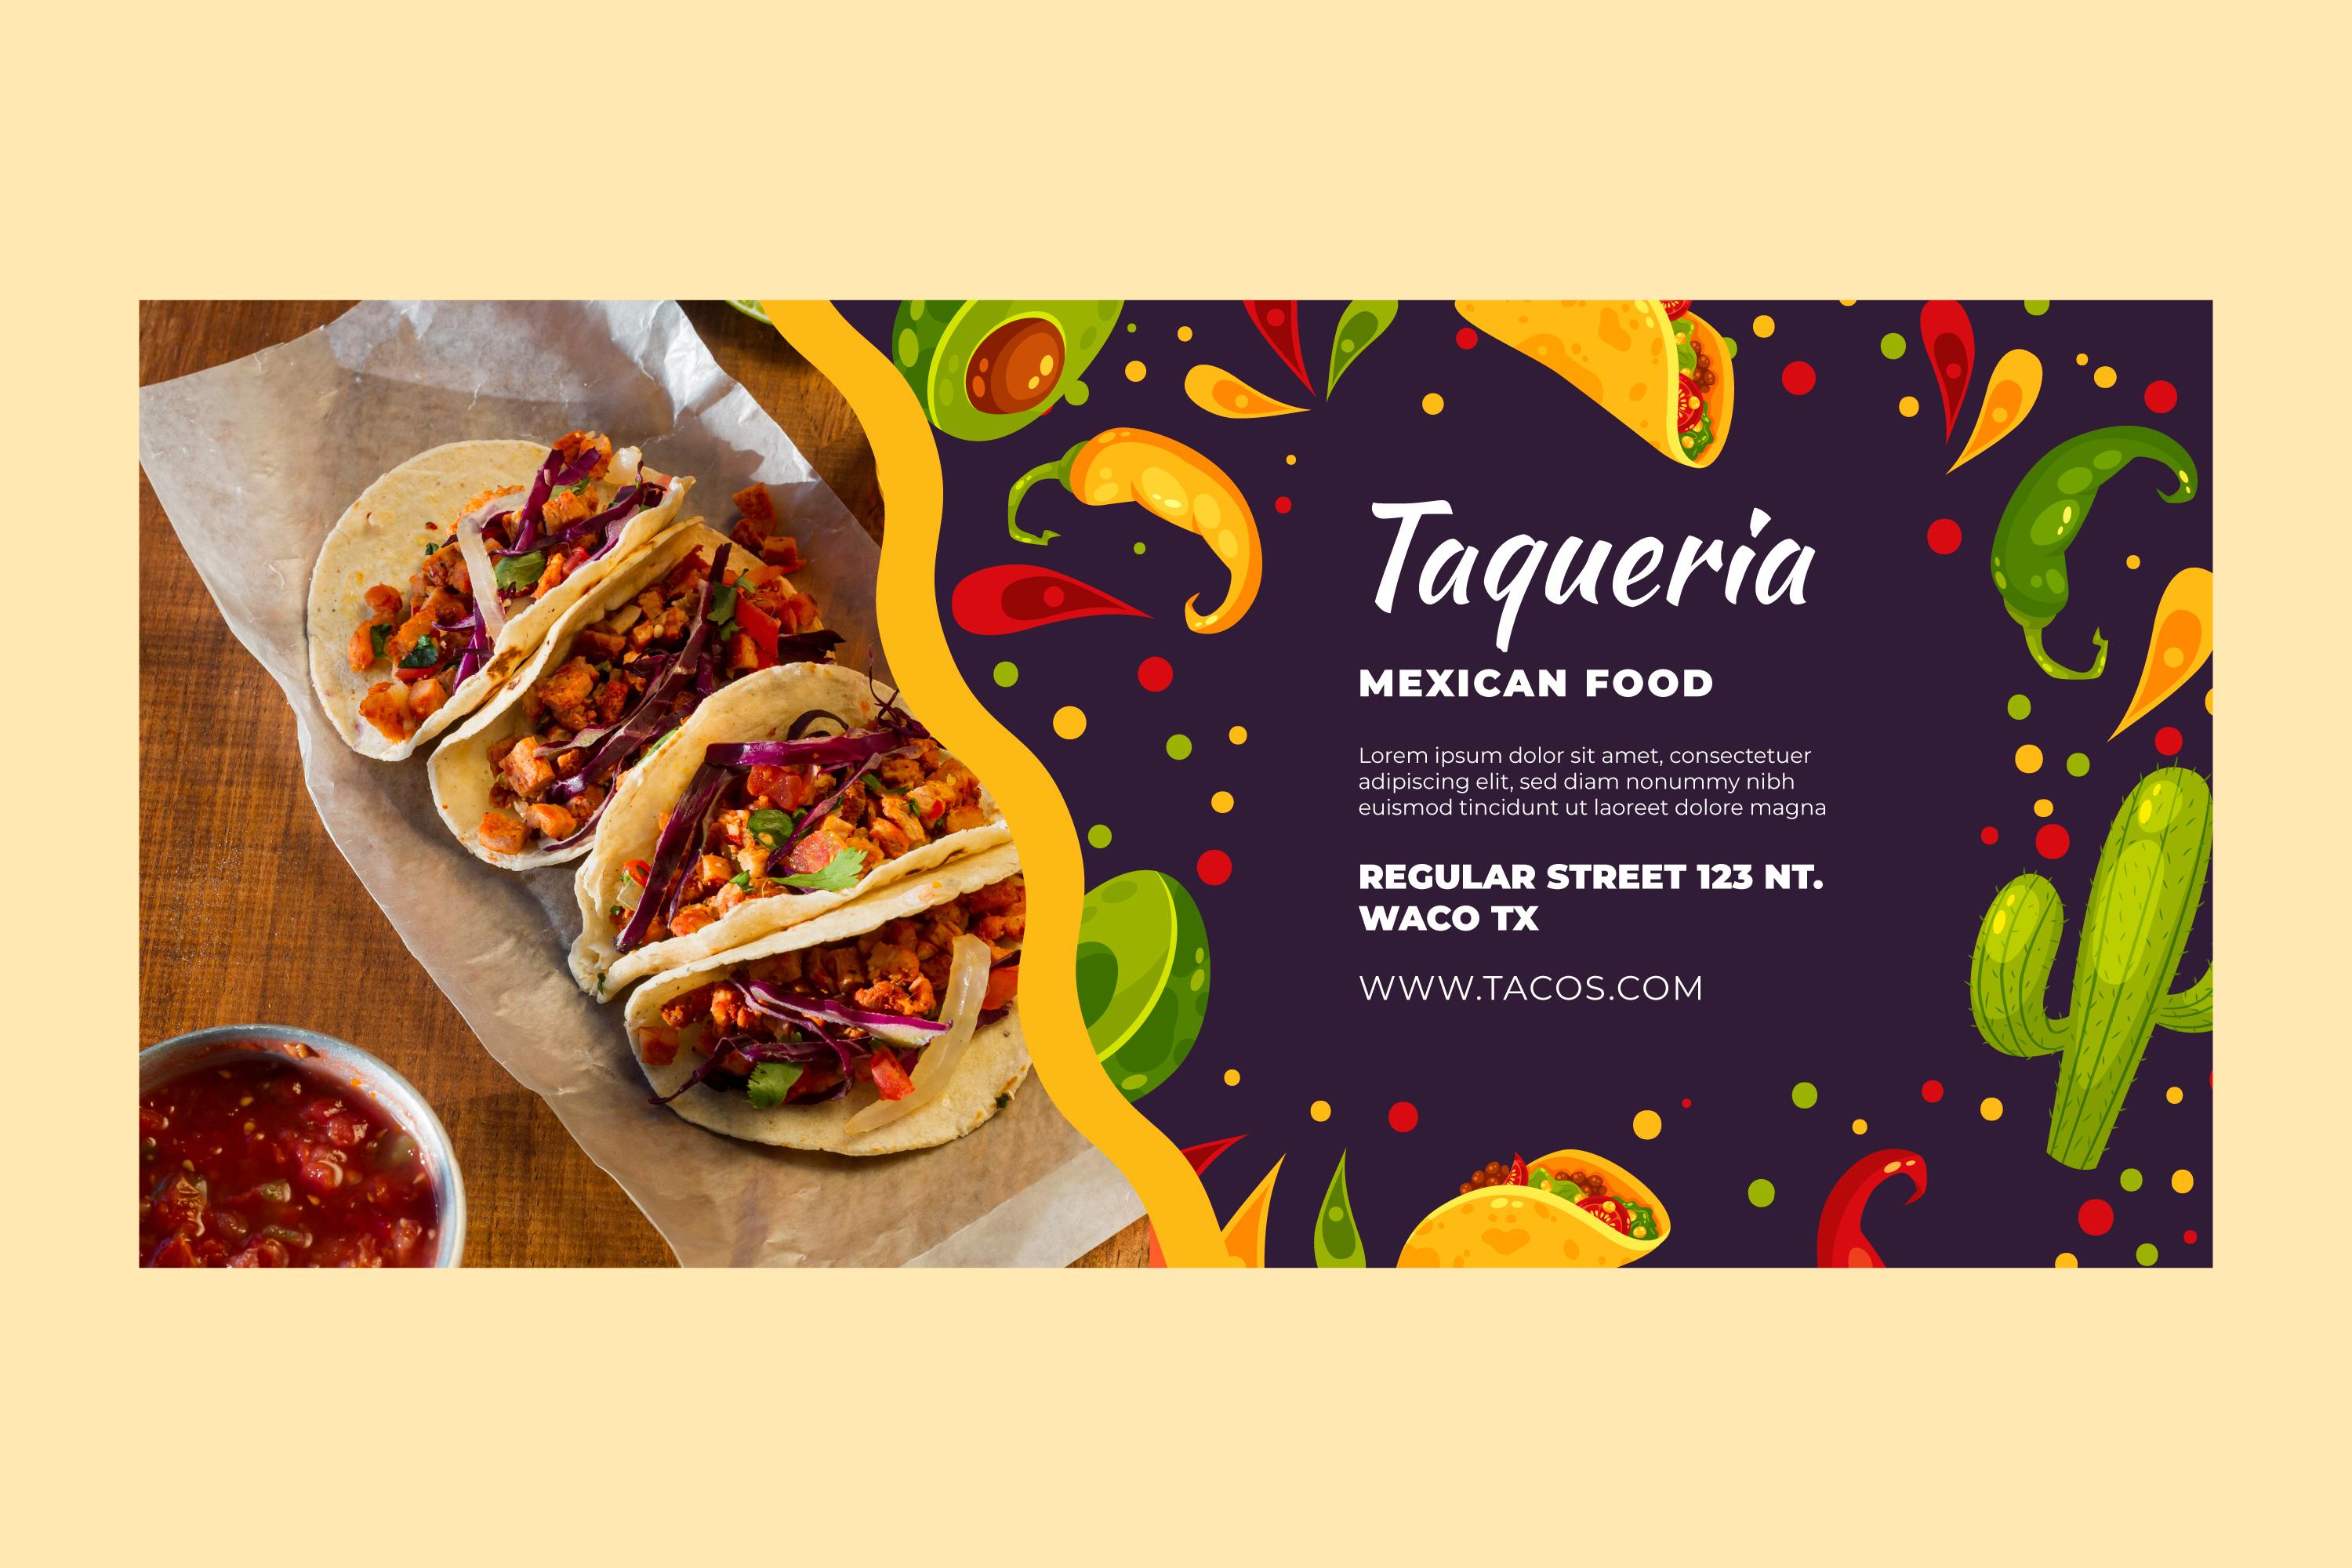 Taqueria
MEXICAN FOOD
Lorem ipsum dolor sit amet, consectetuer
adipiscing elit, sed diam nonummy nibh
euismod tincidunt ut laoreet dolore magna
REGULAR STREET 123 NT.
WACO TX
WWW.TACOS.COM